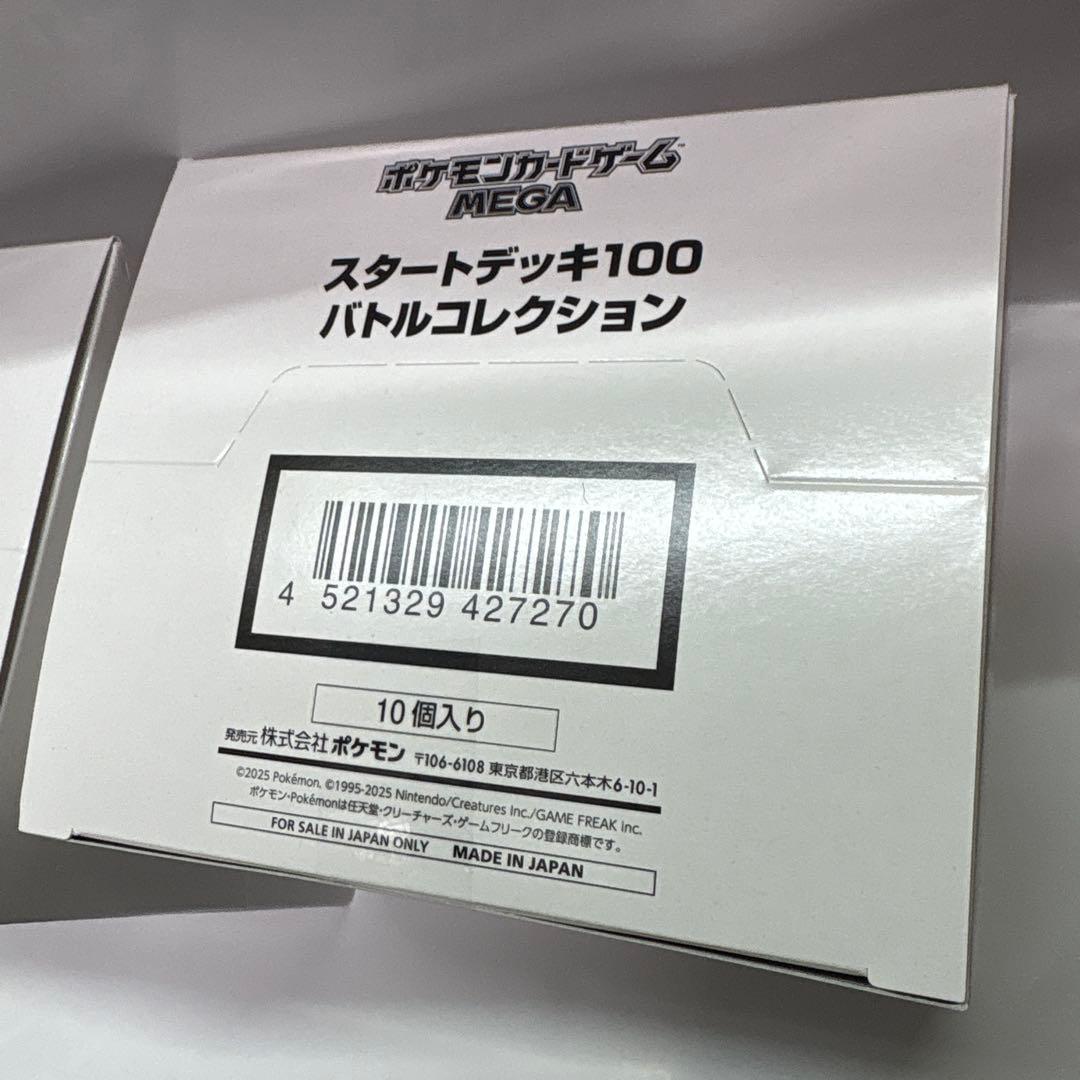 ポケモンカードゲーム™
MEGA
スタートデッキ100
バトルコレクション
4 521329 427270
10個入り
発売元 株式会社 ポケモン 〒106-6108 東京都港区六本木6-10-1
©2025 Pokémon. ©1995-2025 Nintendo/Creatures Inc./GAME FREAK inc.
ポケモン・Pokémonは任天堂・クリーチャーズ・ゲームフリークの登録商標です。
FOR SALE IN JAPAN ONLY MADE IN JAPAN